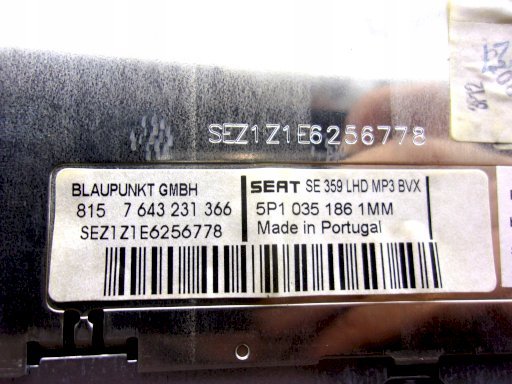 SEZ1Z1E6256778
BLAUPUNKT GMBH
815 7 643 231 366
SEZ1Z1E6256778
SEAT SE 359 LHD MP3 BVX
5P1 035 186 1MM
Made in Portugal